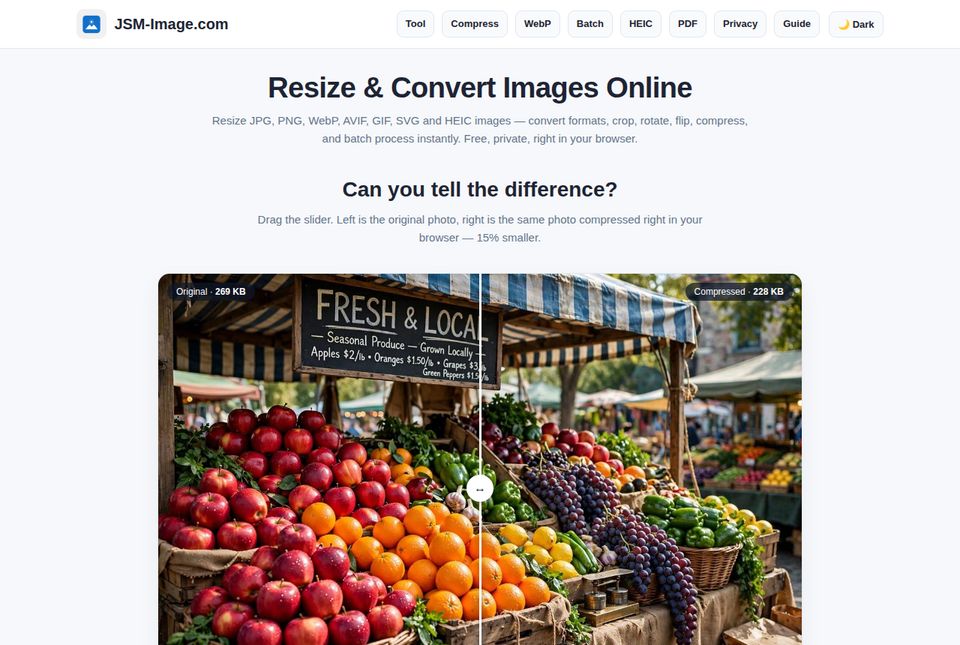 JSM-Image.com
Tool
Compress
WebP
Batch
HEIC
PDF
Privacy
Guide
🌙 Dark
Resize & Convert Images Online
Resize JPG, PNG, WebP, AVIF, GIF, SVG and HEIC images — convert formats, crop, rotate, flip, compress,
and batch process instantly. Free, private, right in your browser.
Can you tell the difference?
Drag the slider. Left is the original photo, right is the same photo compressed right in your
browser — 15% smaller.
Original · 269 KB
Compressed · 228 KB
FRESH & LOCAL
— Seasonal Produce — Grown Locally —
Apples $2/lb • Oranges $1.50/lb • Grapes
Green Peppers